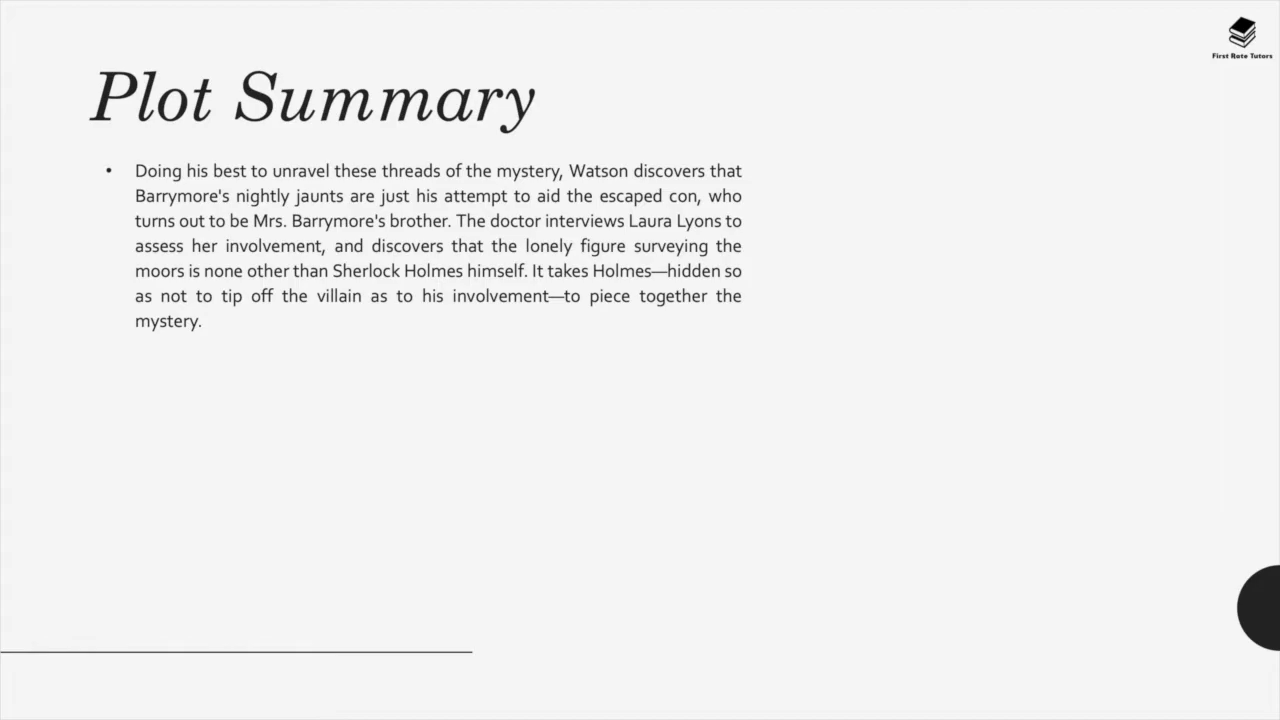 First Rate Tutors
Plot Summary
• Doing his best to unravel these threads of the mystery, Watson discovers that
Barrymore's nightly jaunts are just his attempt to aid the escaped con, who
turns out to be Mrs. Barrymore's brother. The doctor interviews Laura Lyons to
assess her involvement, and discovers that the lonely figure surveying the
moors is none other than Sherlock Holmes himself. It takes Holmes—hidden so
as not to tip off the villain as to his involvement—to piece together the
mystery.